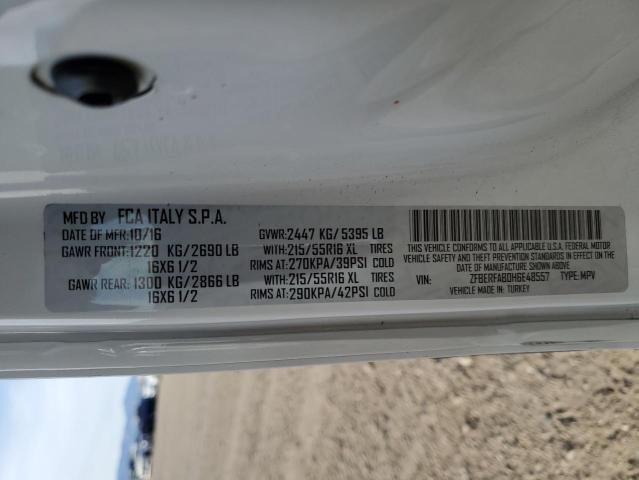 MFD BY FCA ITALY S.P.A.
DATE OF MFR:10/16 GVWR:2447 KG/ 5395 LB
GAWR FRONT:1220 KG/2690 LB WITH:215/55R16 XL TIRES
16X6 1/2 RIMS AT:270KPA/39PSI COLD
GAWR REAR: 1300 KG/2866 LB WITH:215/55R16 XL TIRES
16X6 1/2 RIMS AT:290KPA/42PSI COLD
THIS VEHICLE CONFORMS TO ALL APPLICABLE U.S.A. FEDERAL MOTOR
VEHICLE SAFETY, BUMPER AND THEFT PREVENTION STANDARDS IN EFFECT
ON THE DATE OF MANUFACTURE SHOWN ABOVE.
VIN: ZFBERFAB0H6E48557 TYPE: MPV
VEHICLE MADE IN: TURKEY